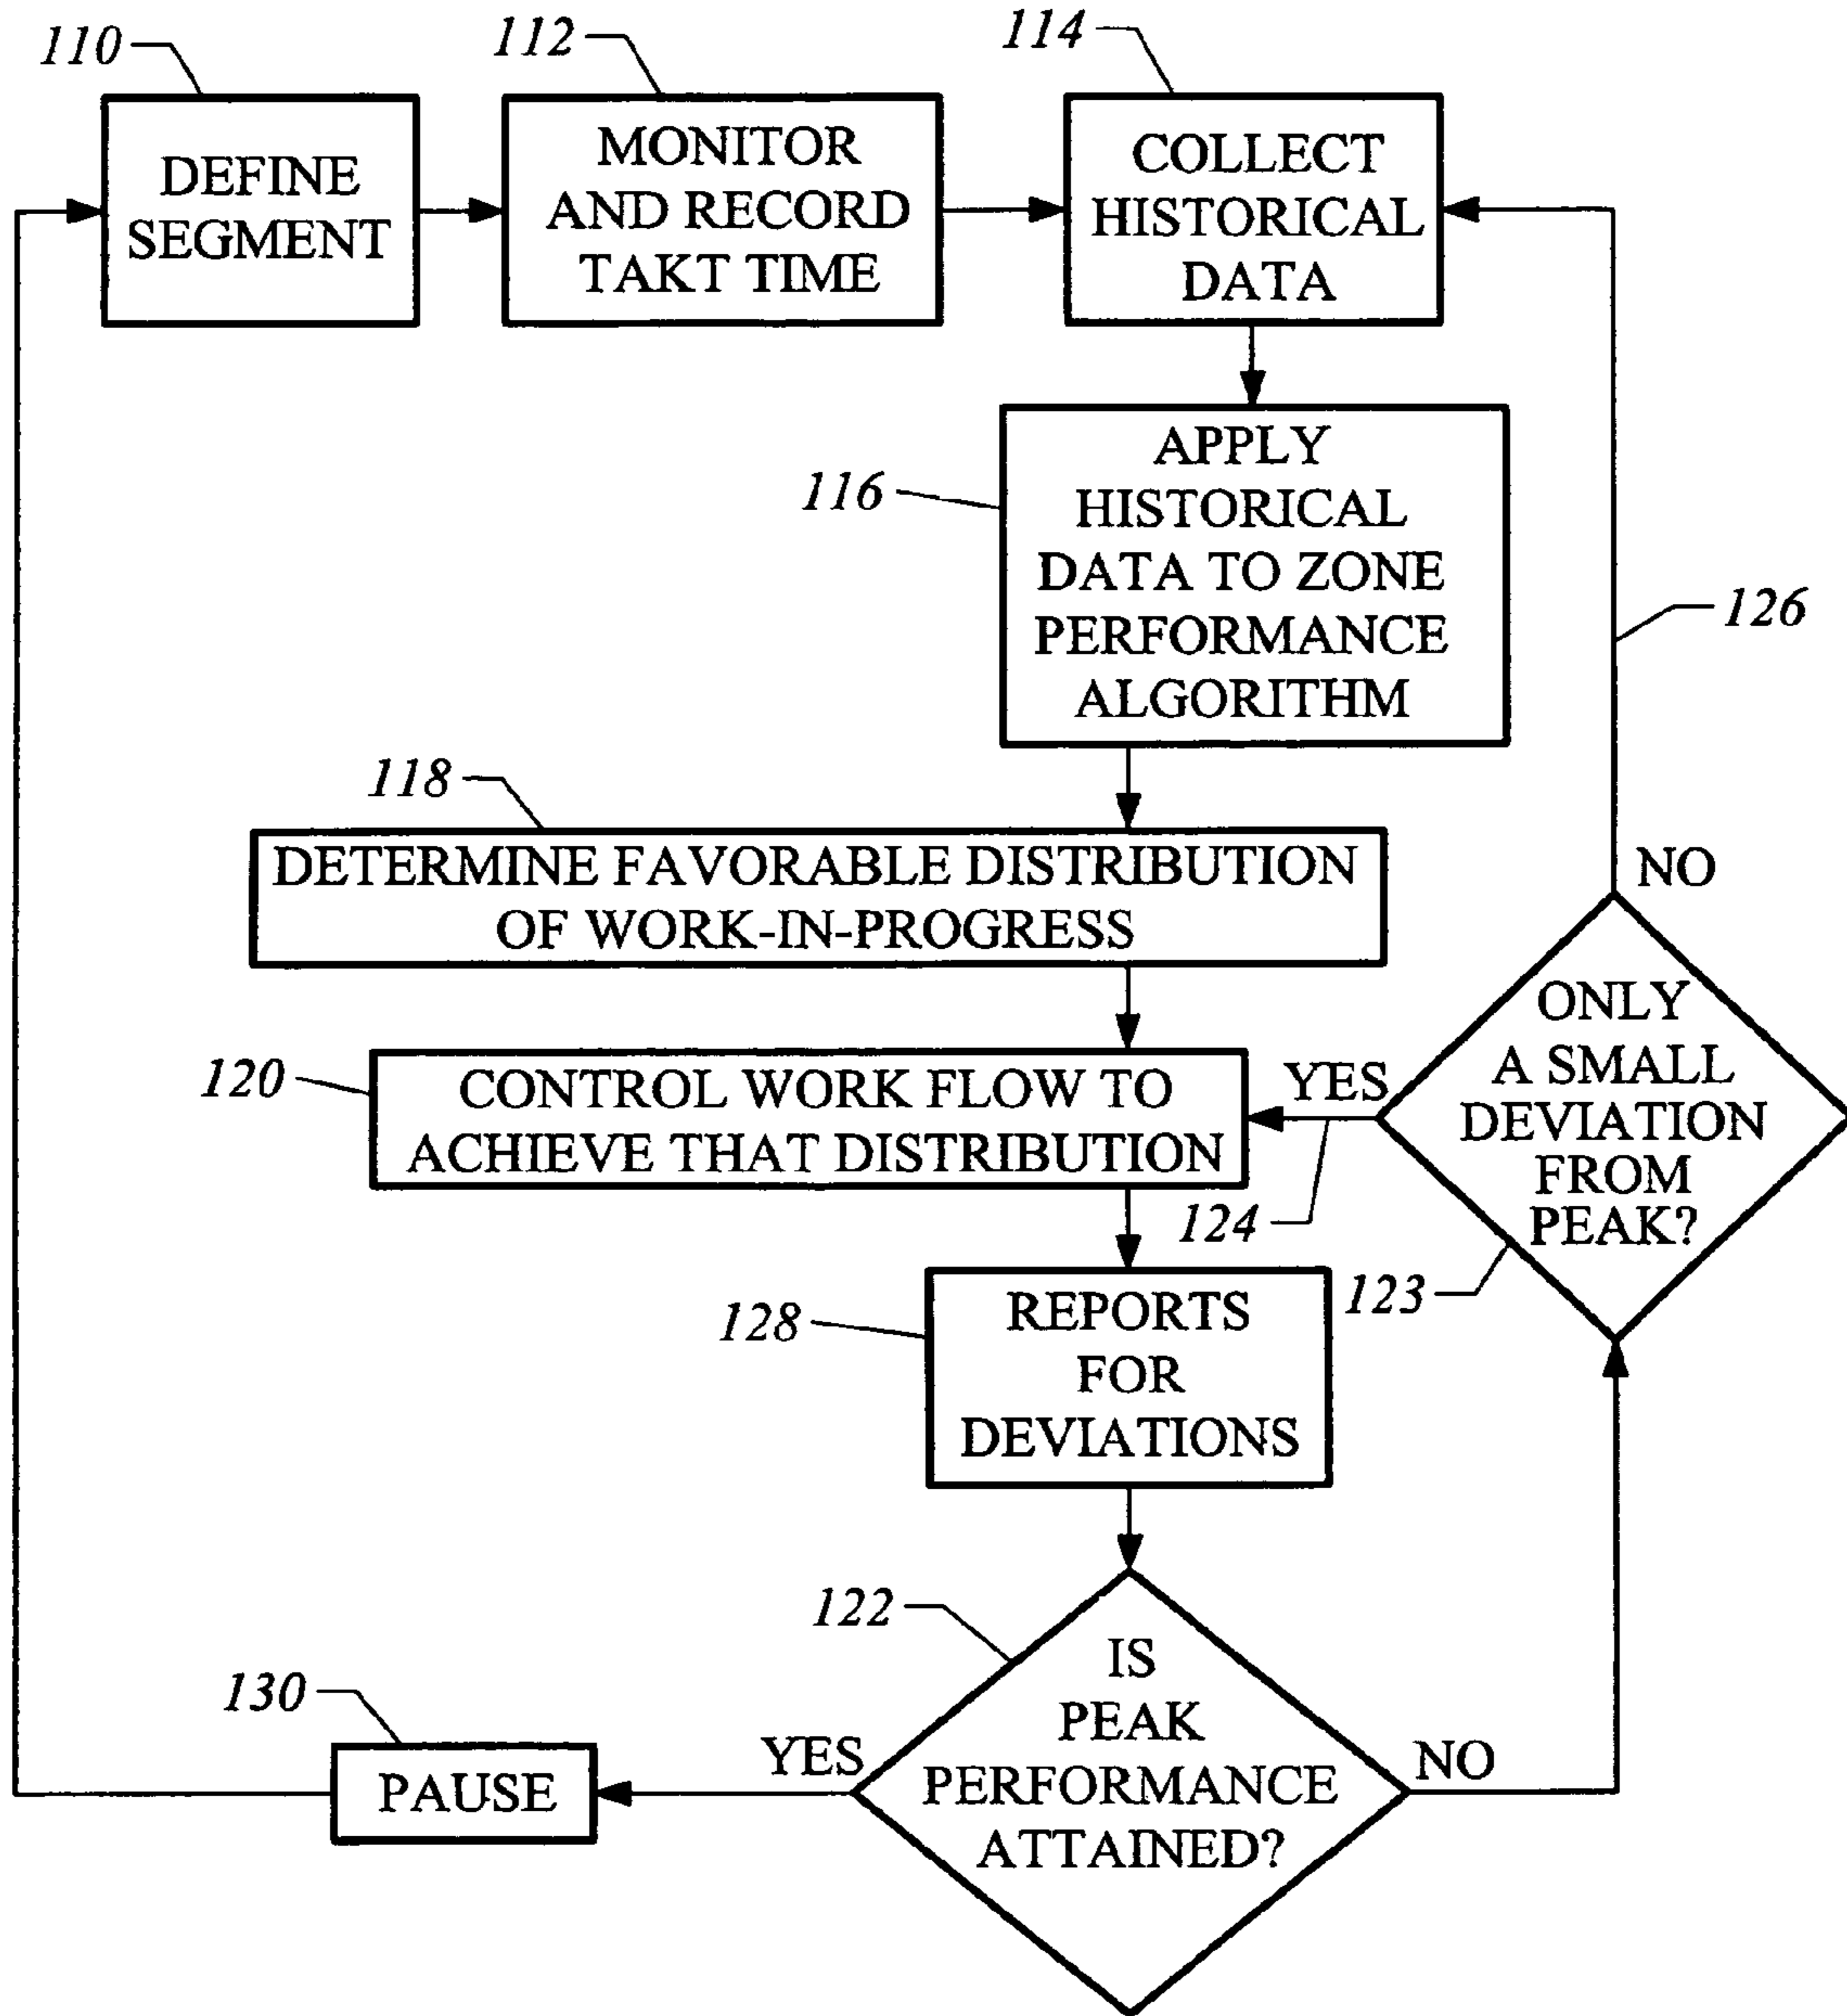 110
DEFINE
SEGMENT
112
MONITOR
AND RECORD
TAKT TIME
114
COLLECT
HISTORICAL
DATA
116
APPLY
HISTORICAL
DATA TO ZONE
PERFORMANCE
ALGORITHM
126
118
DETERMINE FAVORABLE DISTRIBUTION
OF WORK-IN-PROGRESS
NO
ONLY
A SMALL
DEVIATION
FROM
PEAK?
123
YES
124
120
CONTROL WORK FLOW TO
ACHIEVE THAT DISTRIBUTION
128
REPORTS
FOR
DEVIATIONS
122
IS
PEAK
PERFORMANCE
ATTAINED?
YES
NO
130
PAUSE